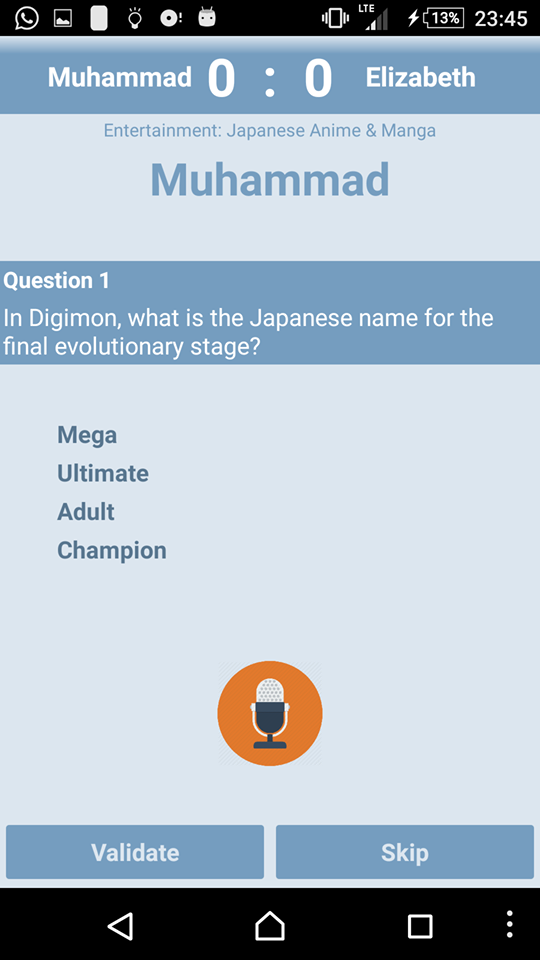 LTE
13%
23:45
Muhammad 0 : 0 Elizabeth
Entertainment: Japanese Anime & Manga
Muhammad
Question 1
In Digimon, what is the Japanese name for the
final evolutionary stage?
Mega
Ultimate
Adult
Champion
Validate
Skip